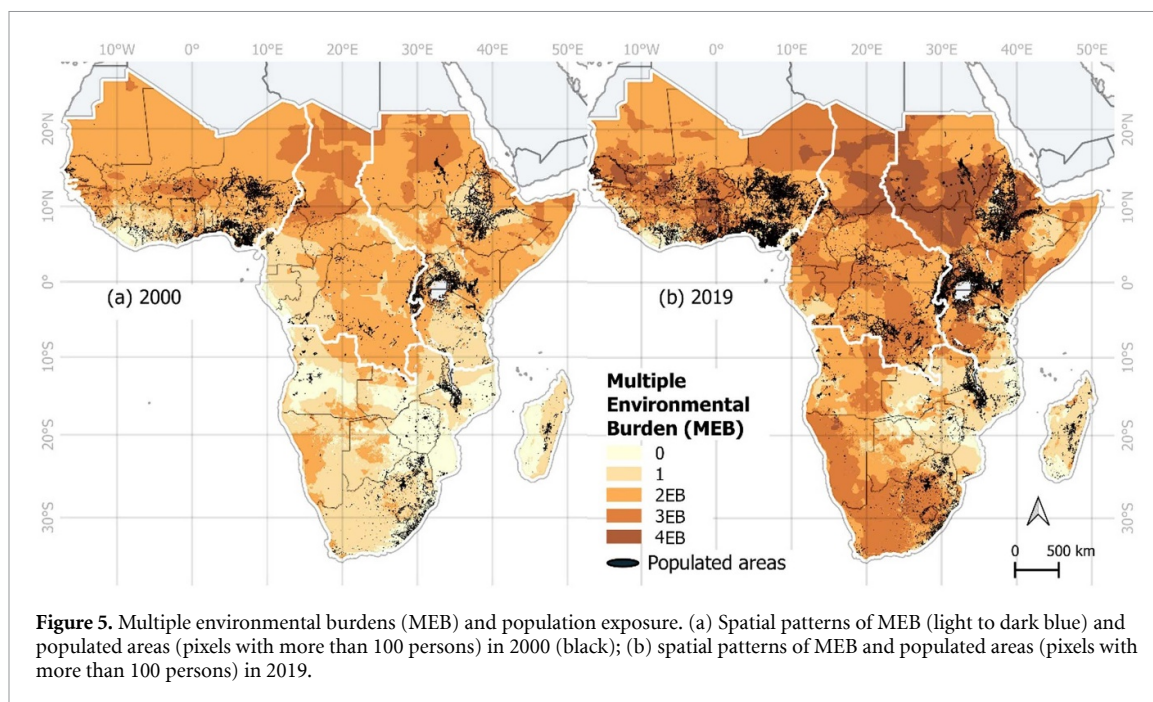 10°W 0° 10°E 20°E 30°E 40°E 50°E 10°W 0° 10°E 20°E 30°E 40°E 50°E
20°N 20°N
10°N 10°N
0° 0°
(a) 2000 (b) 2019
10°S 10°S
20°S 20°S
30°S 30°S
Multiple
Environmental
Burden (MEB)
0
1
2EB
3EB
4EB
Populated areas
0 500 km
Figure 5. Multiple environmental burdens (MEB) and population exposure. (a) Spatial patterns of MEB (light to dark blue) and
populated areas (pixels with more than 100 persons) in 2000 (black); (b) spatial patterns of MEB and populated areas (pixels with
more than 100 persons) in 2019.